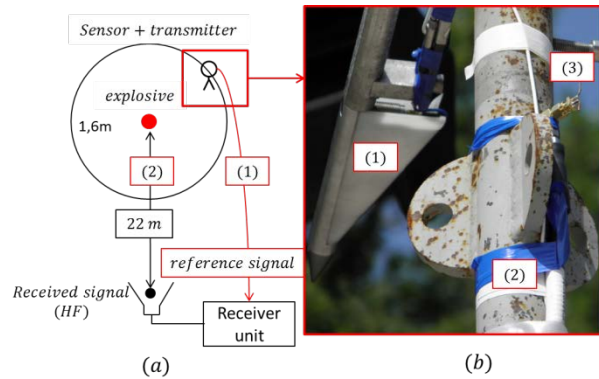 Sensor + transmitter
explosive
1,6m
(2)
(1)
22 m
reference signal
Received signal
(HF)
Receiver
unit
(a)
(3)
(1)
(2)
(b)